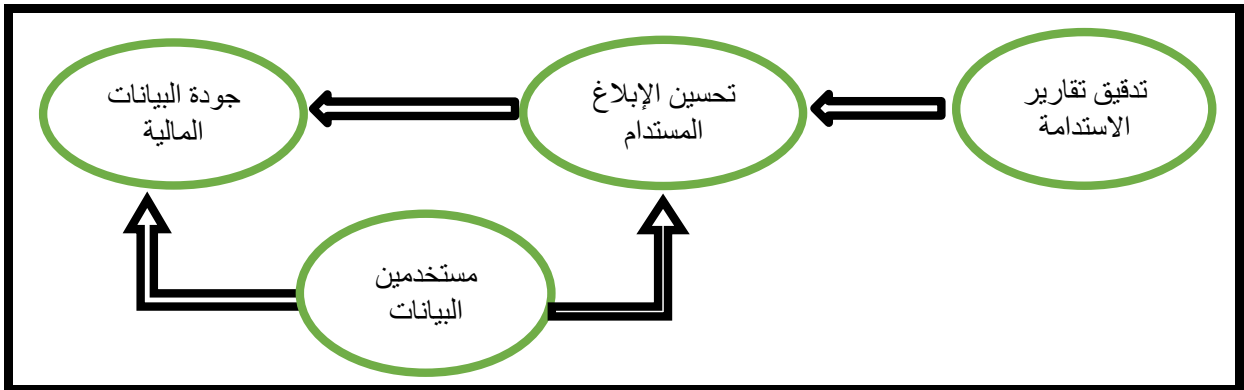 تدقيق تقارير
الاستدامة
تحسين الإبلاغ
المستدام
جودة البيانات
المالية
مستخدمين
البيانات